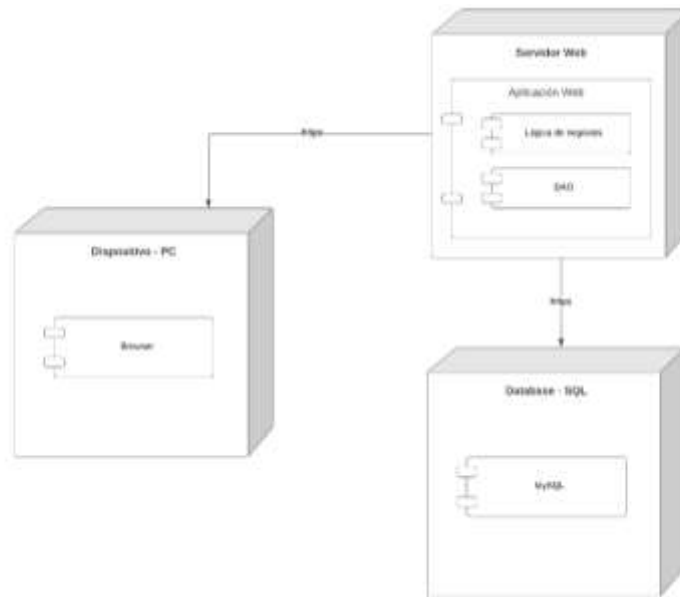 Servidor Web
Aplicación Web
Lógica de negocios
DAO
https
Dispositivo - PC
Browser
https
Database - SQL
MySQL